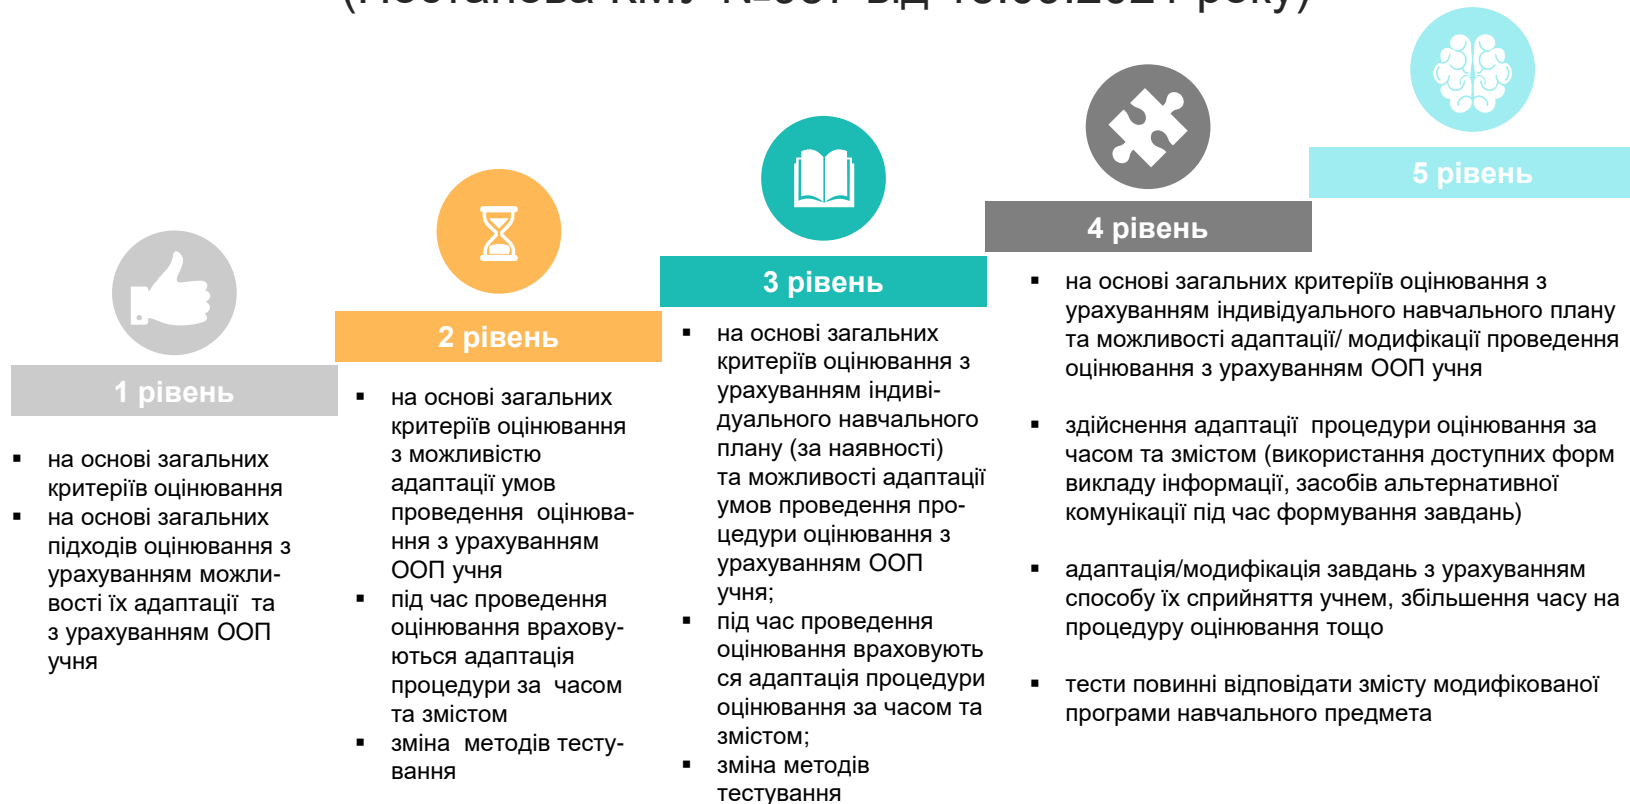 1 рівень
на основі загальних
критеріїв оцінювання
на основі загальних
підходів оцінювання з
урахуванням можли-
вості їх адаптації та
з урахуванням ООП
учня
2 рівень
на основі загальних
критеріїв оцінювання
з можливістю
адаптації умов
проведення оцінюва-
ння з урахуванням
ООП учня
під час проведення
оцінювання врахову-
ються адаптація
процедури за часом
та змістом
зміна методів тесту-
вання
3 рівень
на основі загальних
критеріїв оцінювання з
урахуванням індиві-
дуального навчального
плану (за наявності)
та можливості адаптації
умов проведення про-
цедури оцінювання з
урахуванням ООП
учня;
під час проведення
оцінювання враховують
ся адаптація процедури
оцінювання за часом та
змістом;
зміна методів
тестування
4 рівень
5 рівень
на основі загальних критеріїв оцінювання з
урахуванням індивідуального навчального плану
та можливості адаптації/ модифікації проведення
оцінювання з урахуванням ООП учня
здійснення адаптації процедури оцінювання за
часом та змістом (використання доступних форм
викладу інформації, засобів альтернативної
комунікації під час формування завдань)
адаптація/модифікація завдань з урахуванням
способу їх сприйняття учнем, збільшення часу на
процедуру оцінювання тощо
тести повинні відповідати змісту модифікованої
програми навчального предмета